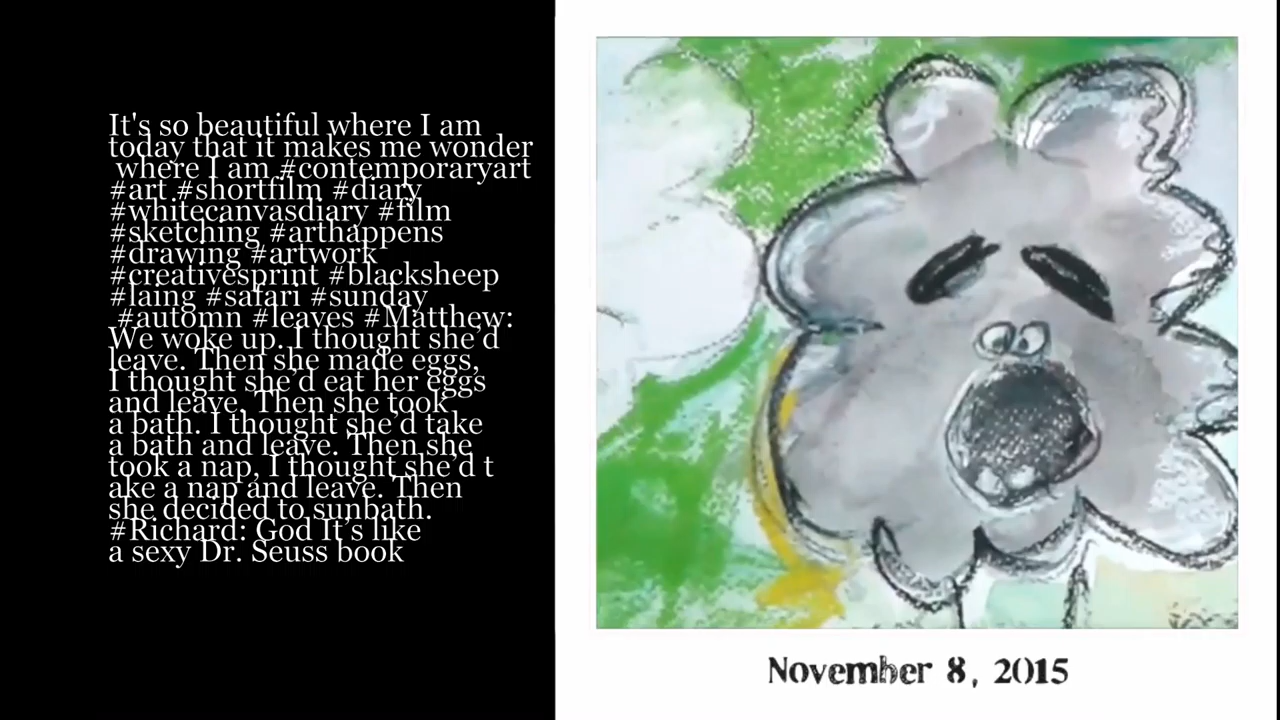 It's so beautiful where I am
today that it makes me wonder
where I am #contemporaryart
#art #shortfilm #diary
#whitecanvasdiary #film
#sketching #arthappens
#drawing #artwork
#creativesprint #blacksheep
#laing #safari #sunday
#automn #leaves #Matthew:
We woke up. I thought she’d
leave. Then she made eggs,
I thought she’d eat her eggs
and leave. Then she took
a bath. I thought she’d take
a bath and leave. Then she
took a nap, I thought she’d t
ake a nap and leave. Then
she decided to sunbath.
#Richard: God It’s like
a sexy Dr. Seuss book
November 8, 2015